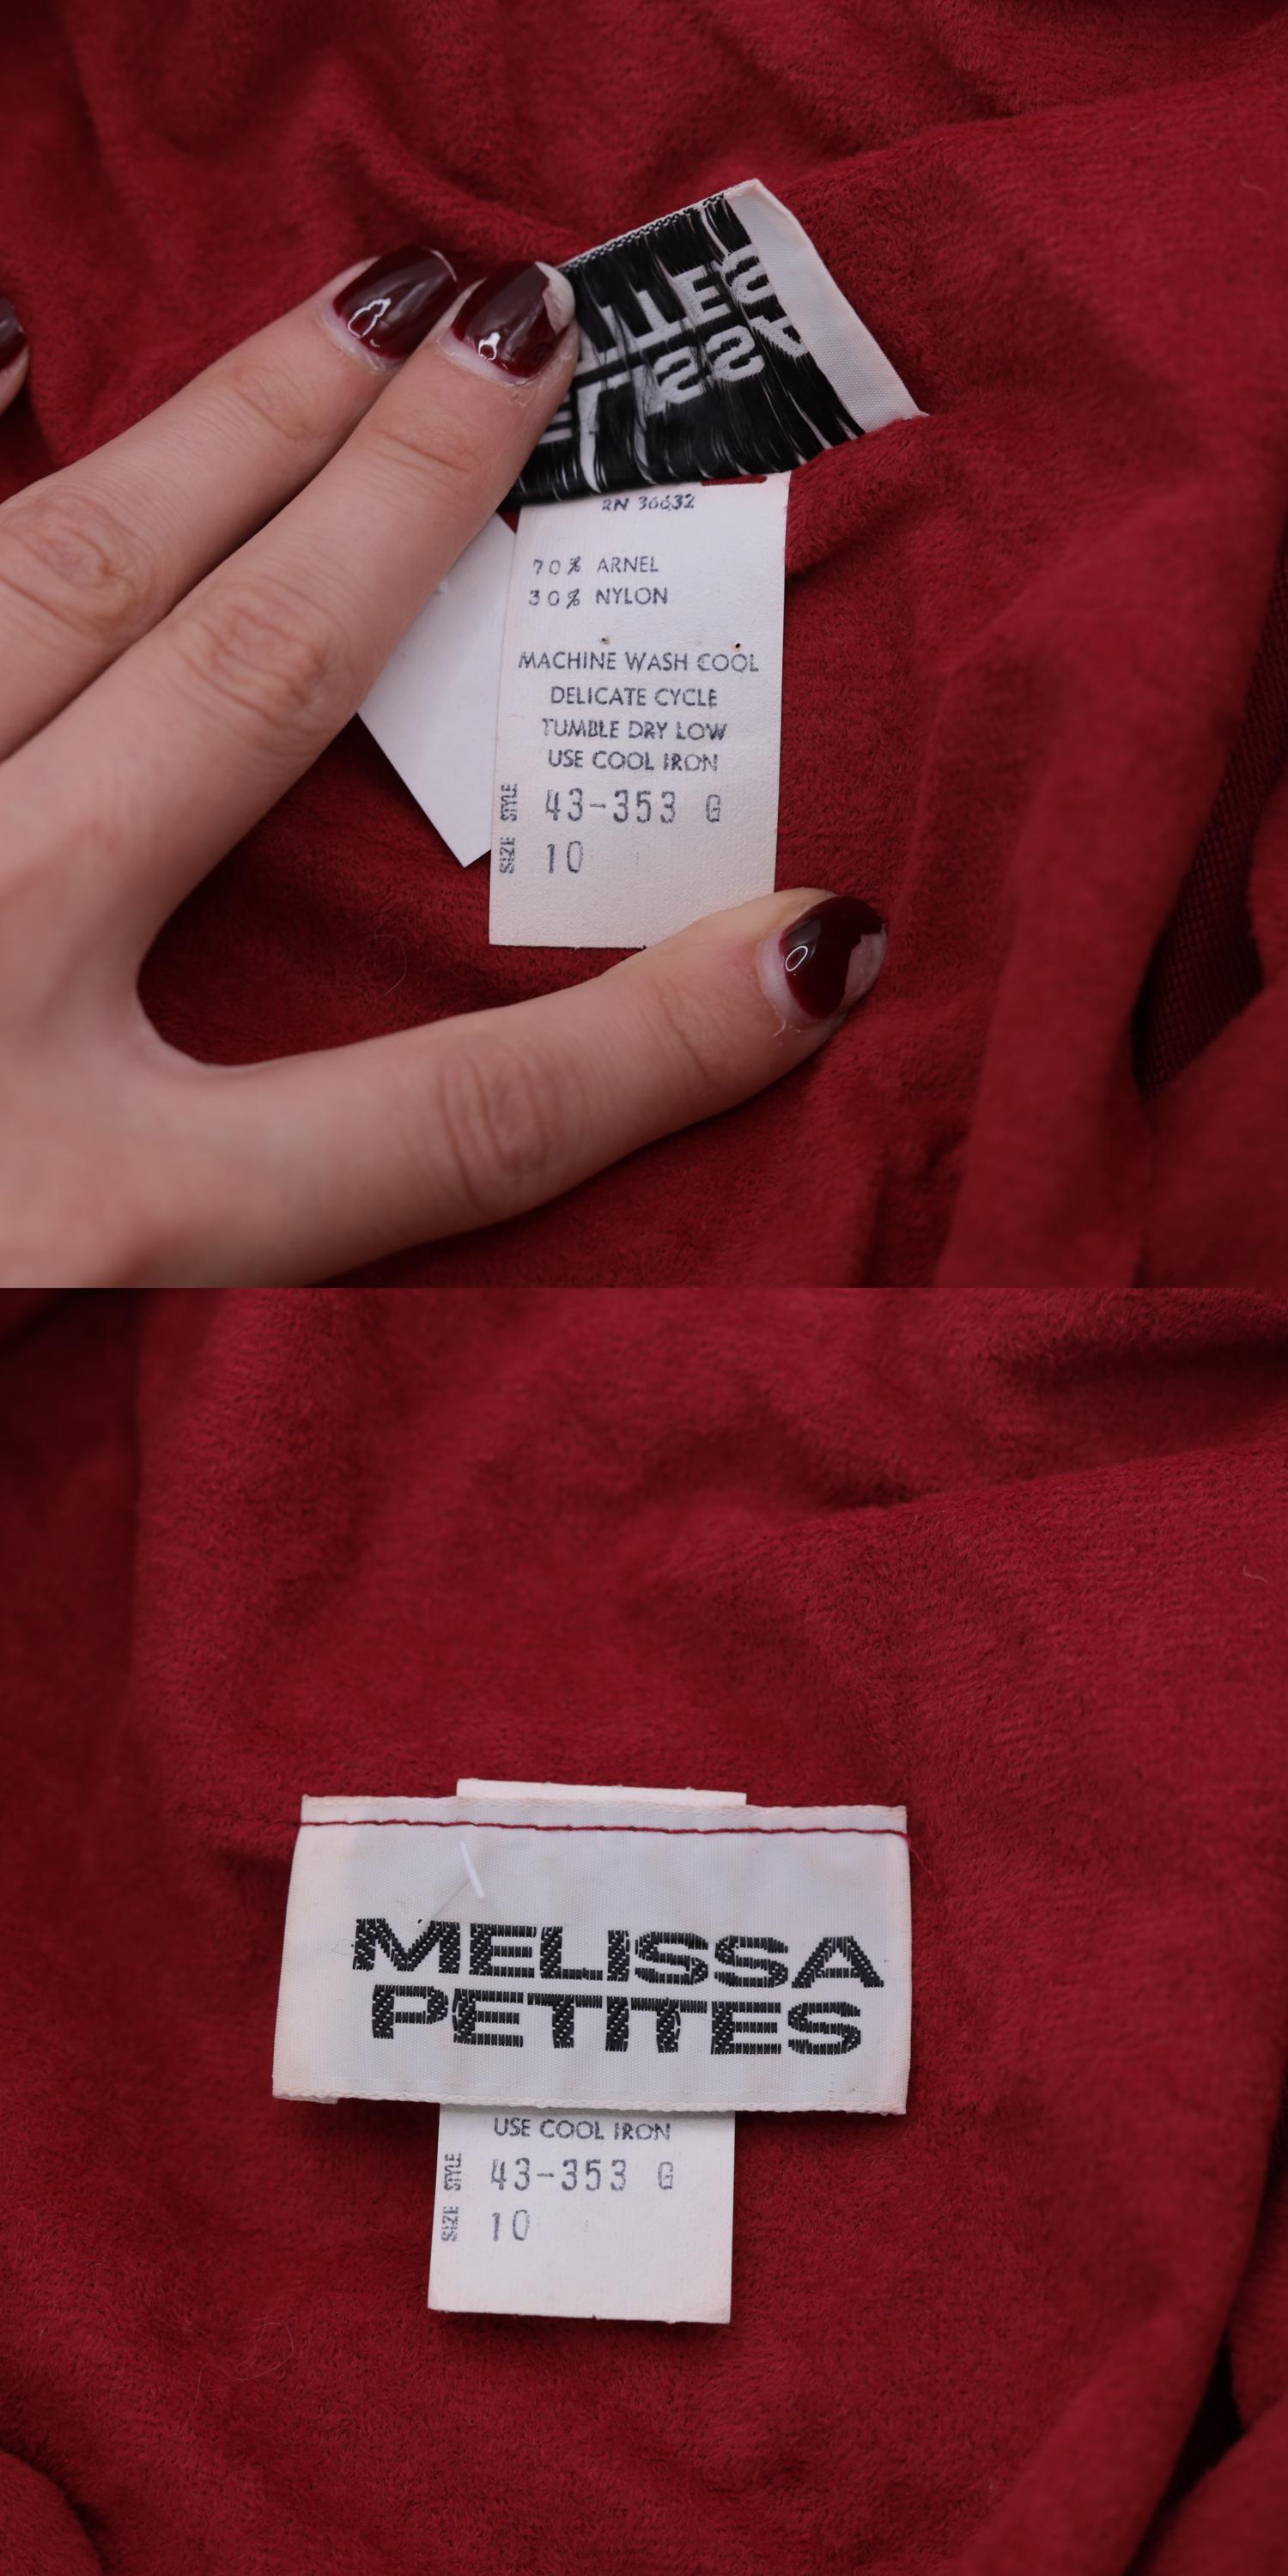 RN 36632
70% ARNEL
30% NYLON
MACHINE WASH COOL
DELICATE CYCLE
TUMBLE DRY LOW
USE COOL IRON
STYLE 43-353 G
SIZE 10
MELISSA
PETITES
USE COOL IRON
STYLE 43-353 G
SIZE 10